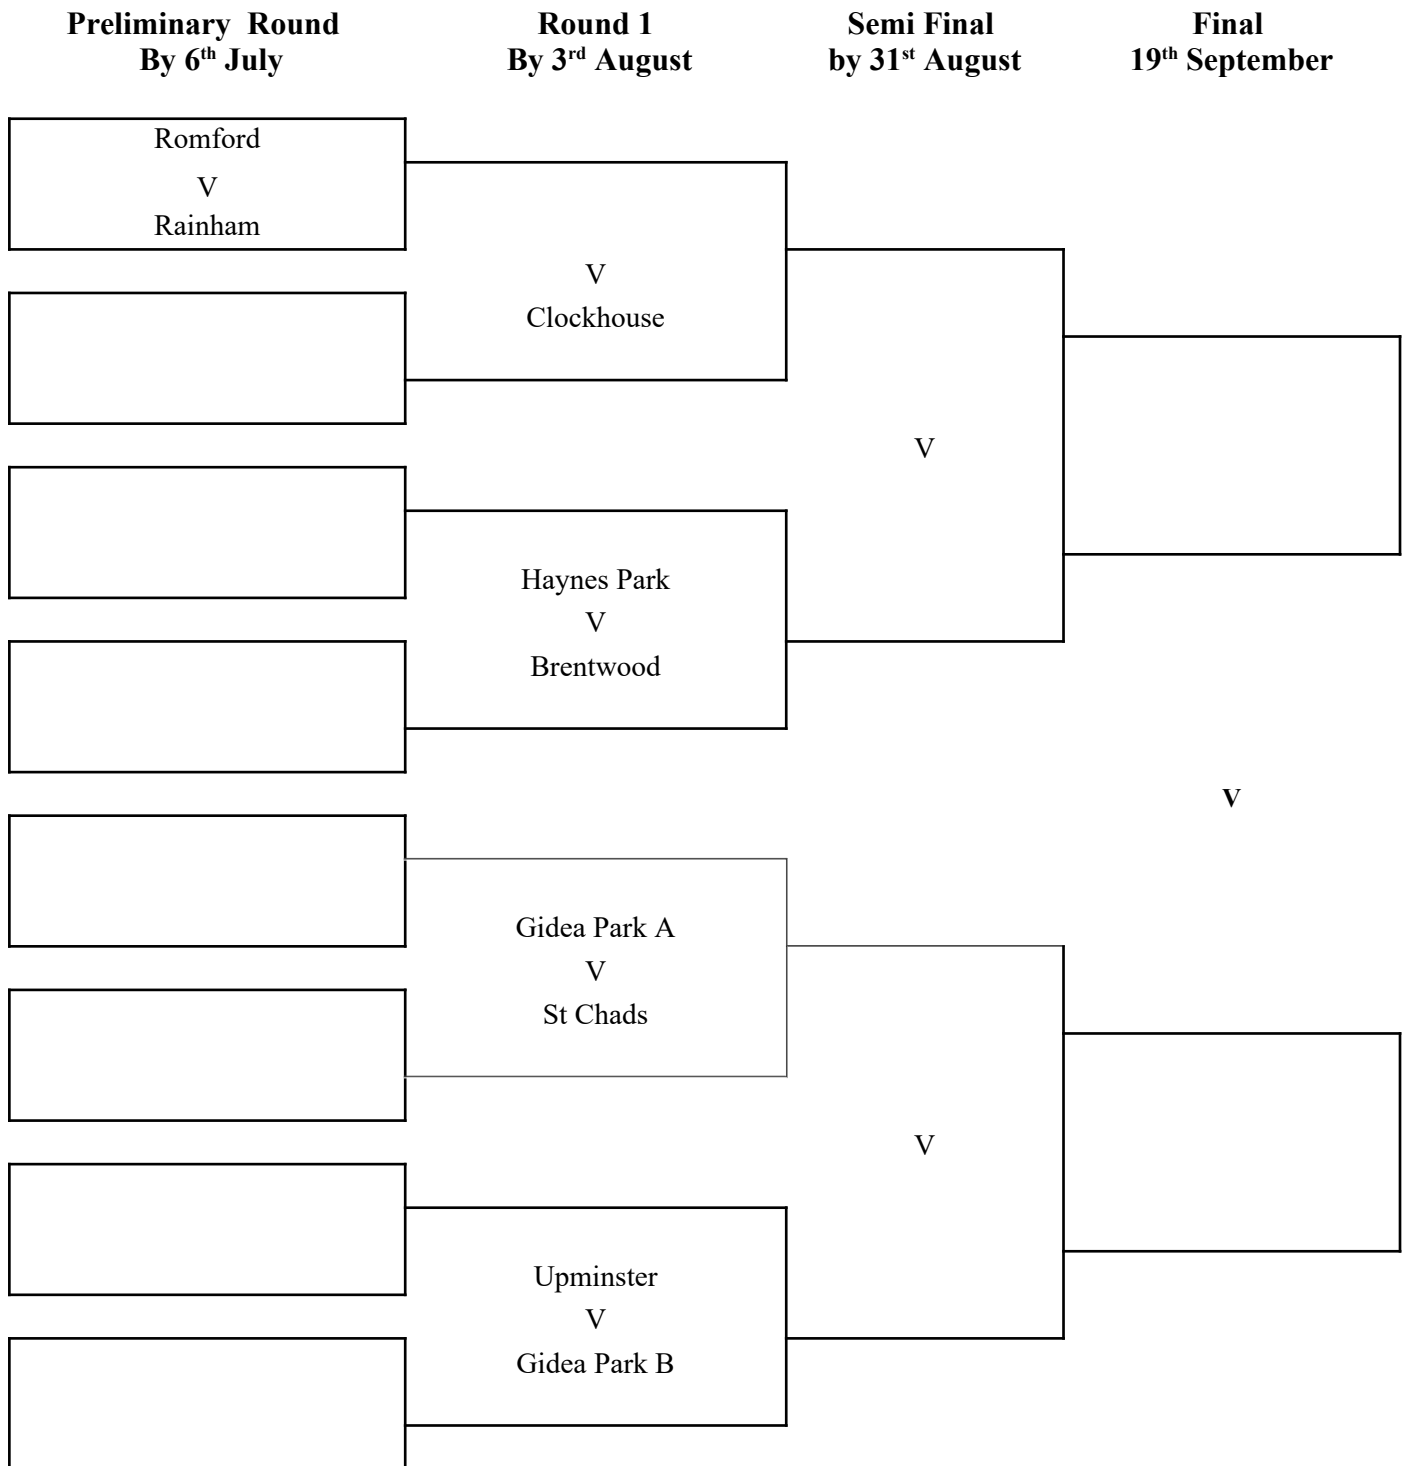 Preliminary Round
By 6th July
Round 1
By 3rd August
Semi Final
by 31st August
Final
19th September
Romford
V
Rainham
V
Clockhouse
V
Haynes Park
V
Brentwood
V
Gidea Park A
V
St Chads
V
Upminster
V
Gidea Park B